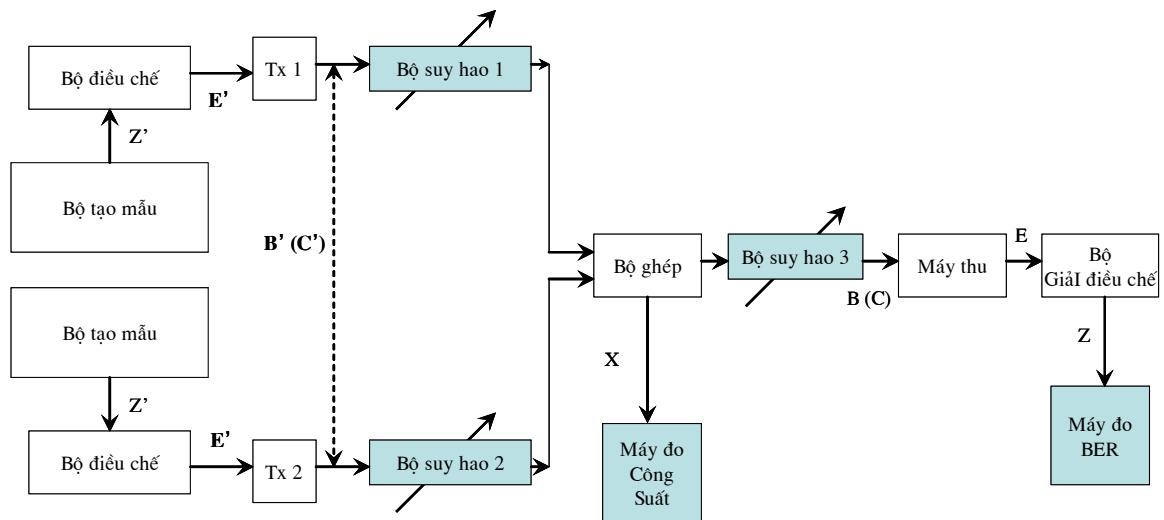 Bộ điều chế
E’
Tx 1
Bộ suy hao 1
Z’
Bộ tạo mẫu
B’ (C’)
Bộ ghép
Bộ suy hao 3
B (C)
Máy thu
E
Bộ
GiảI điều chế
Bộ tạo mẫu
X
Z
Z’
Bộ điều chế
E’
Tx 2
Bộ suy hao 2
Máy đo
Công
Suất
Máy đo
BER